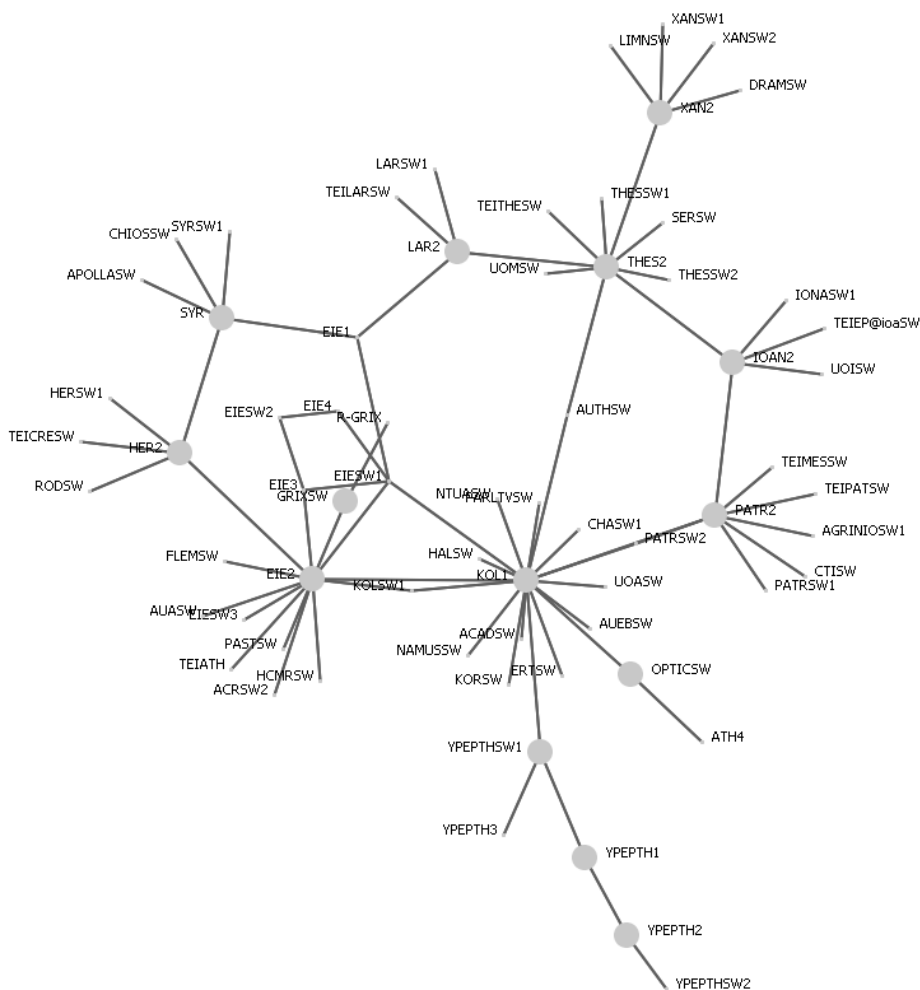 XANSW1
LIMNSW
XANSW2
DRAMSW
XAN2
LARSW1
TEILARSW
THESSW1
TEITHESW
SERSW
SYRSW1
CHIOSSW
LAR2
THES2
UOMSW
THESSW2
APOLLASW
SYR
IONASW1
TEIEP@ioaSW
EIE1
IOAN2
UOISW
HERSW1
EIESW2
EIE4
R-GRIX
AUTHSW
TEICRESW
HER2
RODSW
EIE3
EIESW1
GRIXSW
NTUASW
FARLTVSW
TEIMESSW
TEIPATSW
PATR2
CHASW1
PATRSW2
AGRINIOSW1
FLEMSW
HALSW
EIE2
KOL1
KOLSW1
UOASW
CTISW
PATRSW1
AUASW
EIESW3
PASTSW
ACADSW
AUEBSW
NAMUSSW
TEIATH
HCMRSW
ACRSW2
KORSW
ERTSW
OPTICSW
ATH4
YPEPTHSW1
YPEPTH3
YPEPTH1
YPEPTH2
YPEPTHSW2